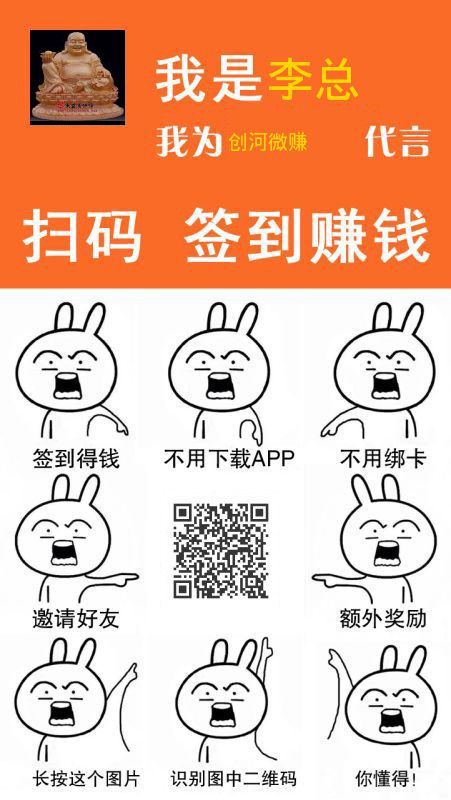 我是李总
我为创河微赚 代言
扫码 签到赚钱
签到得钱 不用下载APP 不用绑卡
邀请好友 额外奖励
长按这个图片 识别图中二维码 你懂得!